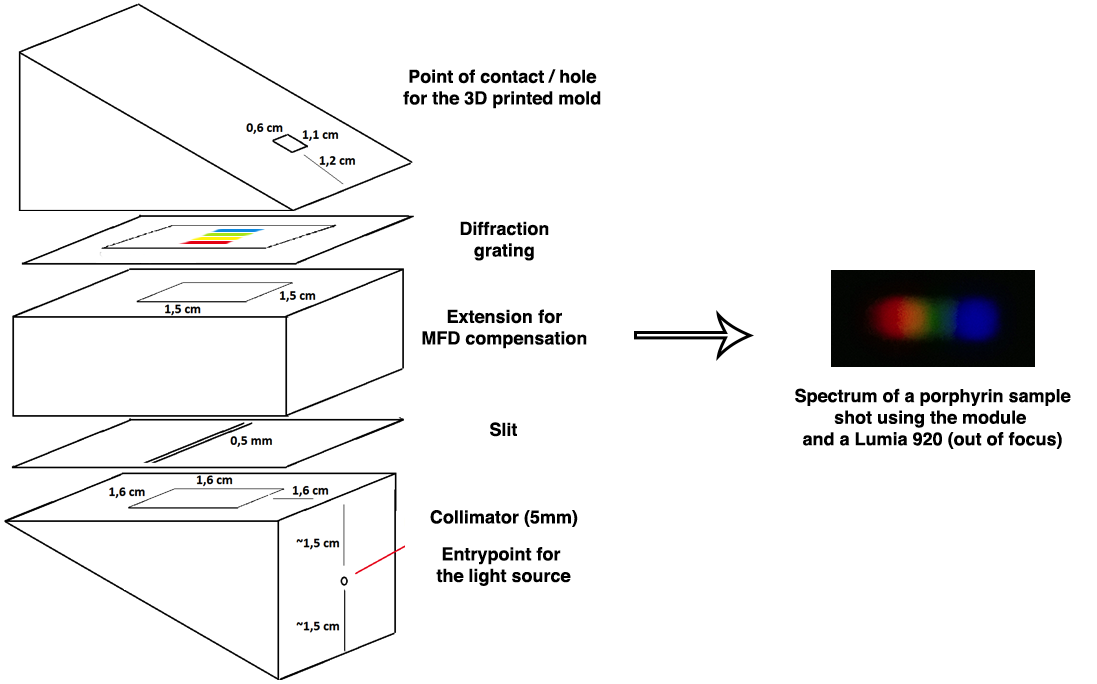 Point of contact / hole
for the 3D printed mold
0,6 cm
1,1 cm
1,2 cm
Diffraction
grating
1,5 cm
1,5 cm
Extension for
MFD compensation
Slit
0,5 mm
1,6 cm
1,6 cm
1,6 cm
Collimator (5mm)
~1,5 cm
Entrypoint for
the light source
~1,5 cm
Spectrum of a porphyrin sample
shot using the module
and a Lumia 920 (out of focus)